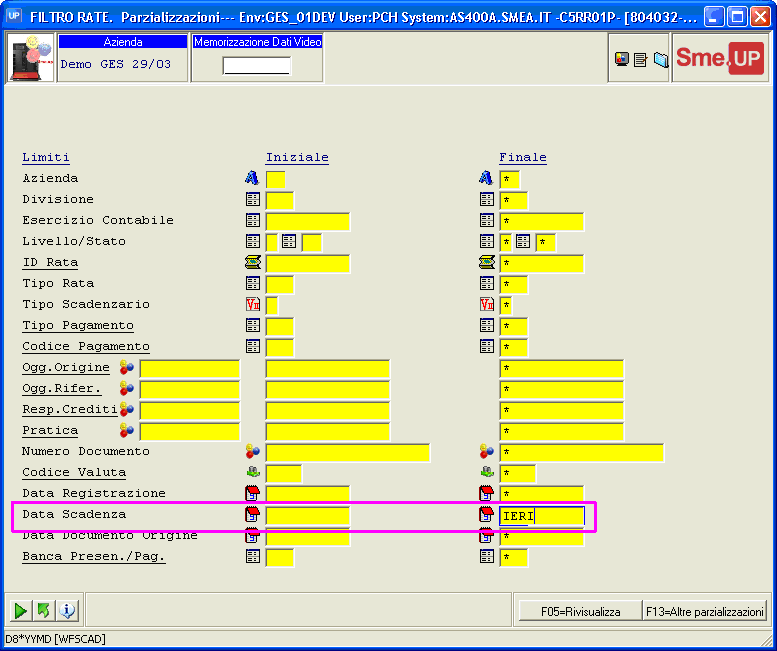 UP FILTRO RATE. Parzializzazioni--- Env:GES_01DEV User:PCH System:AS400A.SMEA.IT -C5RR01P- [804032-...
Azienda
Demo GES 29/03
Memorizzazione Dati Video
Sme.UP
Limiti Iniziale Finale
Azienda *
Divisione *
Esercizio Contabile *
Livello/Stato * *
ID Rata *
Tipo Rata *
Tipo Scadenzario *
Tipo Pagamento *
Codice Pagamento *
Ogg.Origine *
Ogg.Rifer. *
Resp.Crediti *
Pratica *
Numero Documento *
Codice Valuta *
Data Registrazione *
Data Scadenza IERI
Data Documento Origine *
Banca Presen./Pag. *
F05=Rivisualizza F13=Altre parzializzazioni
D8*YYMD [WFSCAD]